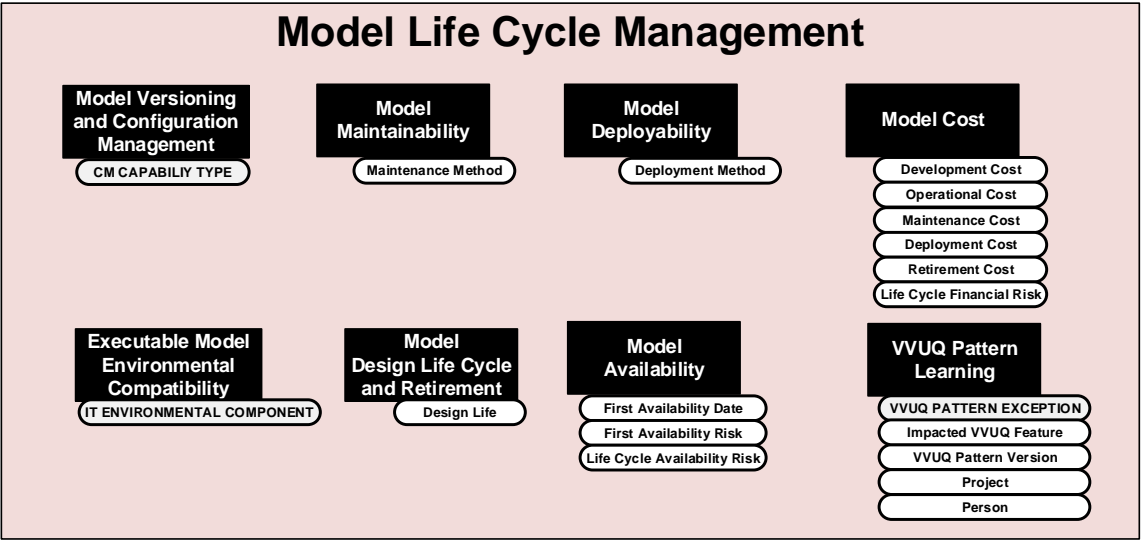 Model Life Cycle Management
Model Versioning
and Configuration
Management
CM CAPABILIY TYPE
Model
Maintainability
Maintenance Method
Model
Deployability
Deployment Method
Model Cost
Development Cost
Operational Cost
Maintenance Cost
Deployment Cost
Retirement Cost
Life Cycle Financial Risk
Executable Model
Environmental
Compatibility
IT ENVIRONMENTAL COMPONENT
Model
Design Life Cycle
and Retirement
Design Life
Model
Availability
First Availability Date
First Availability Risk
Life Cycle Availability Risk
VVUQ Pattern
Learning
VVUQ PATTERN EXCEPTION
Impacted VVUQ Feature
VVUQ Pattern Version
Project
Person